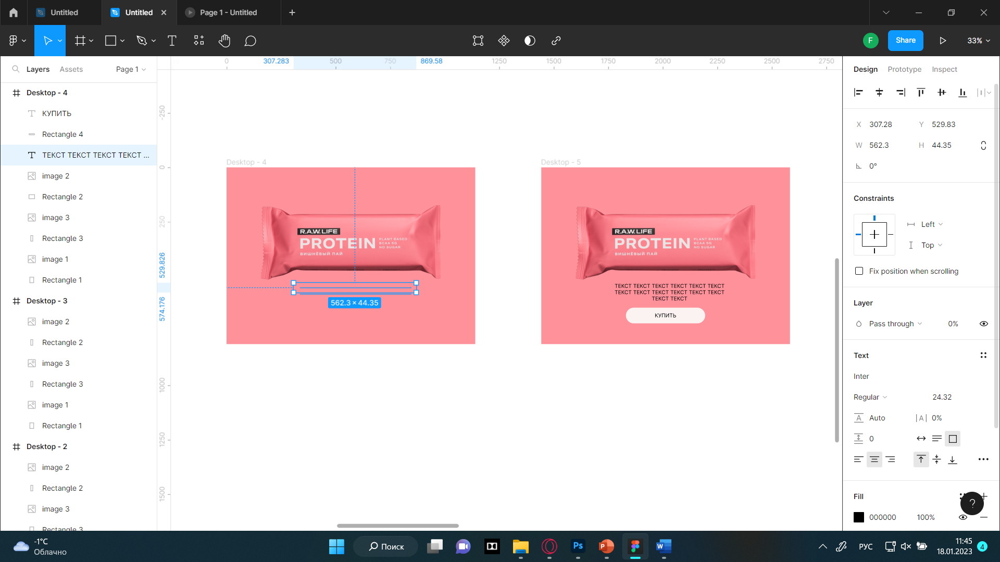 Untitled
Untitled
Page 1 - Untitled
Share
F
33%
Layers
Assets
Page 1
Desktop - 4
КУПИТЬ
Rectangle 4
ТЕКСТ ТЕКСТ ТЕКСТ ТЕКСТ ...
image 2
Rectangle 2
image 3
Rectangle 3
image 1
Rectangle 1
Desktop - 3
image 2
Rectangle 2
image 3
Rectangle 3
image 1
Rectangle 1
Desktop - 2
image 2
Rectangle 2
image 3
Rectangle 3
0
307.283
500
750
869.58
1250
1500
1750
2000
2250
2500
2750
-250
0
250
529.826
574.176
1000
1250
1500
Desktop - 4
R.A.W. LIFE
PROTEIN
PLANT BASED
BCAA 5G
NO SUGAR
ВИШНЁВЫЙ ПАЙ
562.3 × 44.35
Desktop - 5
R.A.W. LIFE
PROTEIN
PLANT BASED
BCAA 5G
NO SUGAR
ВИШНЁВЫЙ ПАЙ
ТЕКСТ ТЕКСТ ТЕКСТ ТЕКСТ ТЕКСТ ТЕКСТ
ТЕКСТ ТЕКСТ ТЕКСТ ТЕКСТ ТЕКСТ ТЕКСТ
ТЕКСТ ТЕКСТ
КУПИТЬ
Design
Prototype
Inspect
X 307.28 Y 529.83
W 562.3 H 44.35
0°
Constraints
Left
Top
Fix position when scrolling
Layer
Pass through 0%
Text
Inter
Regular 24.32
A Auto |A| 0%
0
Fill
000000 100%
?
-1°C
Облачно
Поиск
Ps
P
W
РУС
11:45
18.01.2023
4